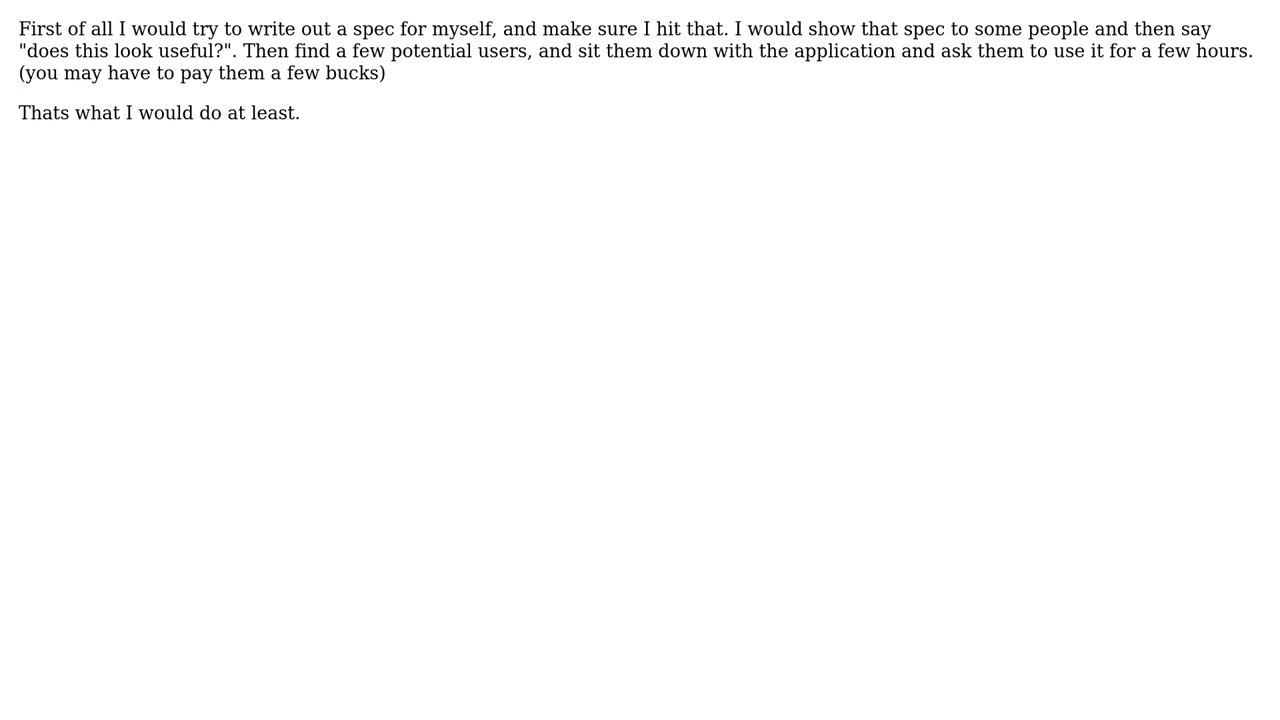 First of all I would try to write out a spec for myself, and make sure I hit that. I would show that spec to some people and then say
"does this look useful?". Then find a few potential users, and sit them down with the application and ask them to use it for a few hours.
(you may have to pay them a few bucks)
Thats what I would do at least.